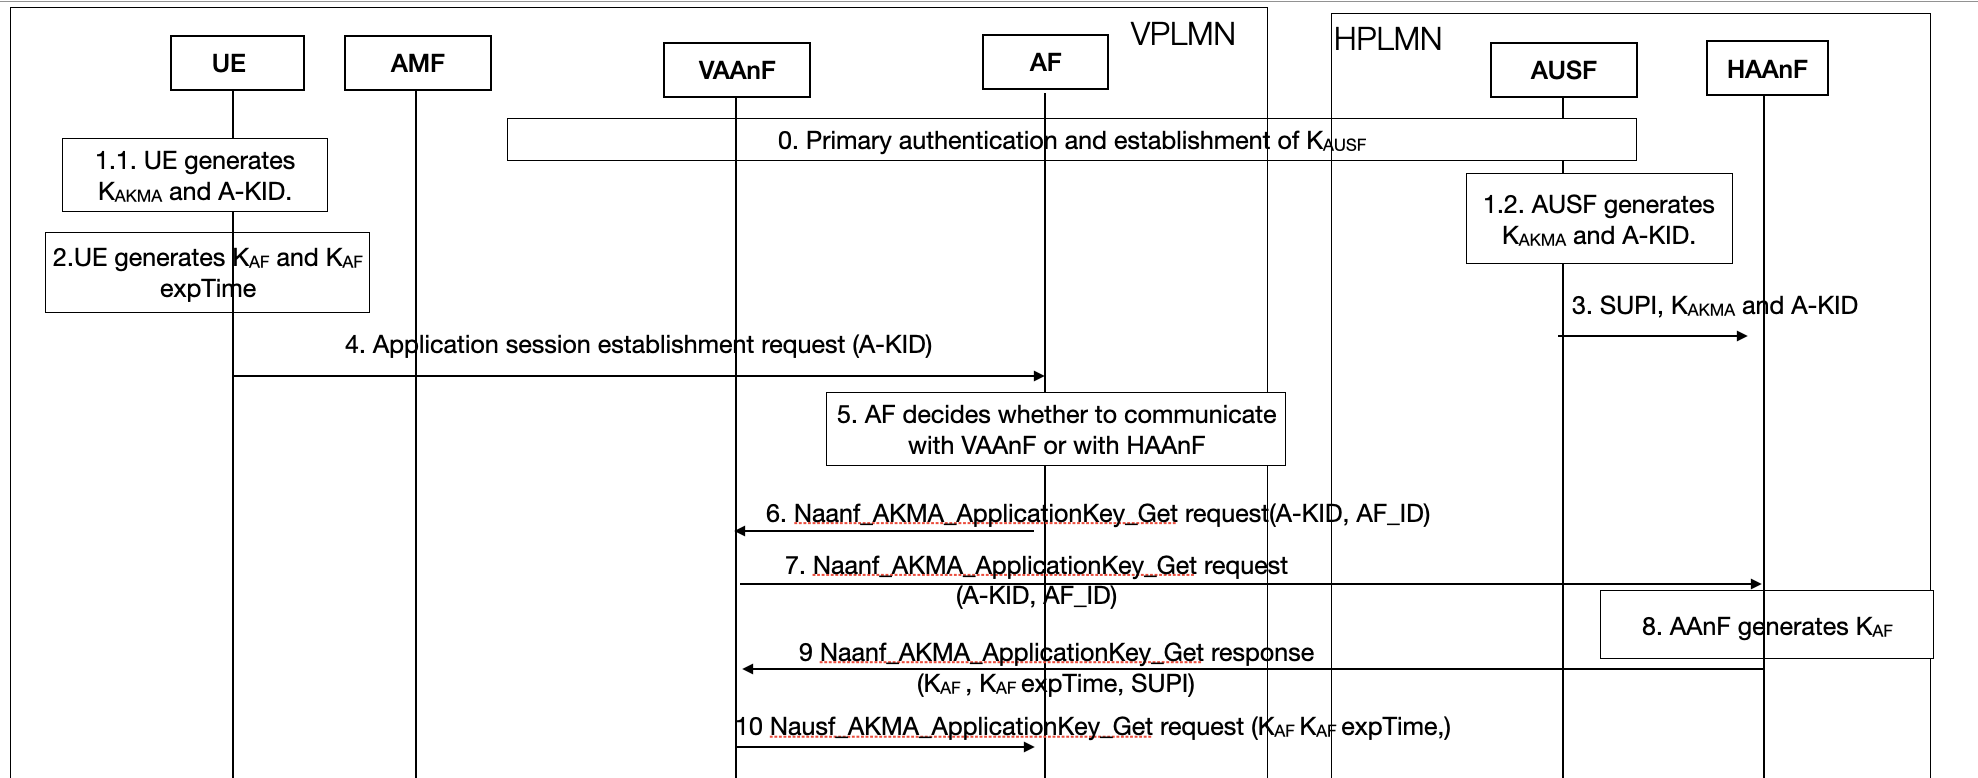 VPLMN
HPLMN
UE
AMF
VAAnF
AF
AUSF
HAAnF
0. Primary authentication and establishment of KAUSF
1.1. UE generates
KAKMA and A-KID.
1.2. AUSF generates
KAKMA and A-KID.
2.UE generates KAF and KAF
expTime
3. SUPI, KAKMA and A-KID
4. Application session establishment request (A-KID)
5. AF decides whether to communicate
with VAAnF or with HAAnF
6. Naanf_AKMA_ApplicationKey_Get request(A-KID, AF_ID)
7. Naanf_AKMA_ApplicationKey_Get request
(A-KID, AF_ID)
8. AAnF generates KAF
9 Naanf_AKMA_ApplicationKey_Get response
(KAF , KAF expTime, SUPI)
10 Nausf_AKMA_ApplicationKey_Get request (KAF KAF expTime,)